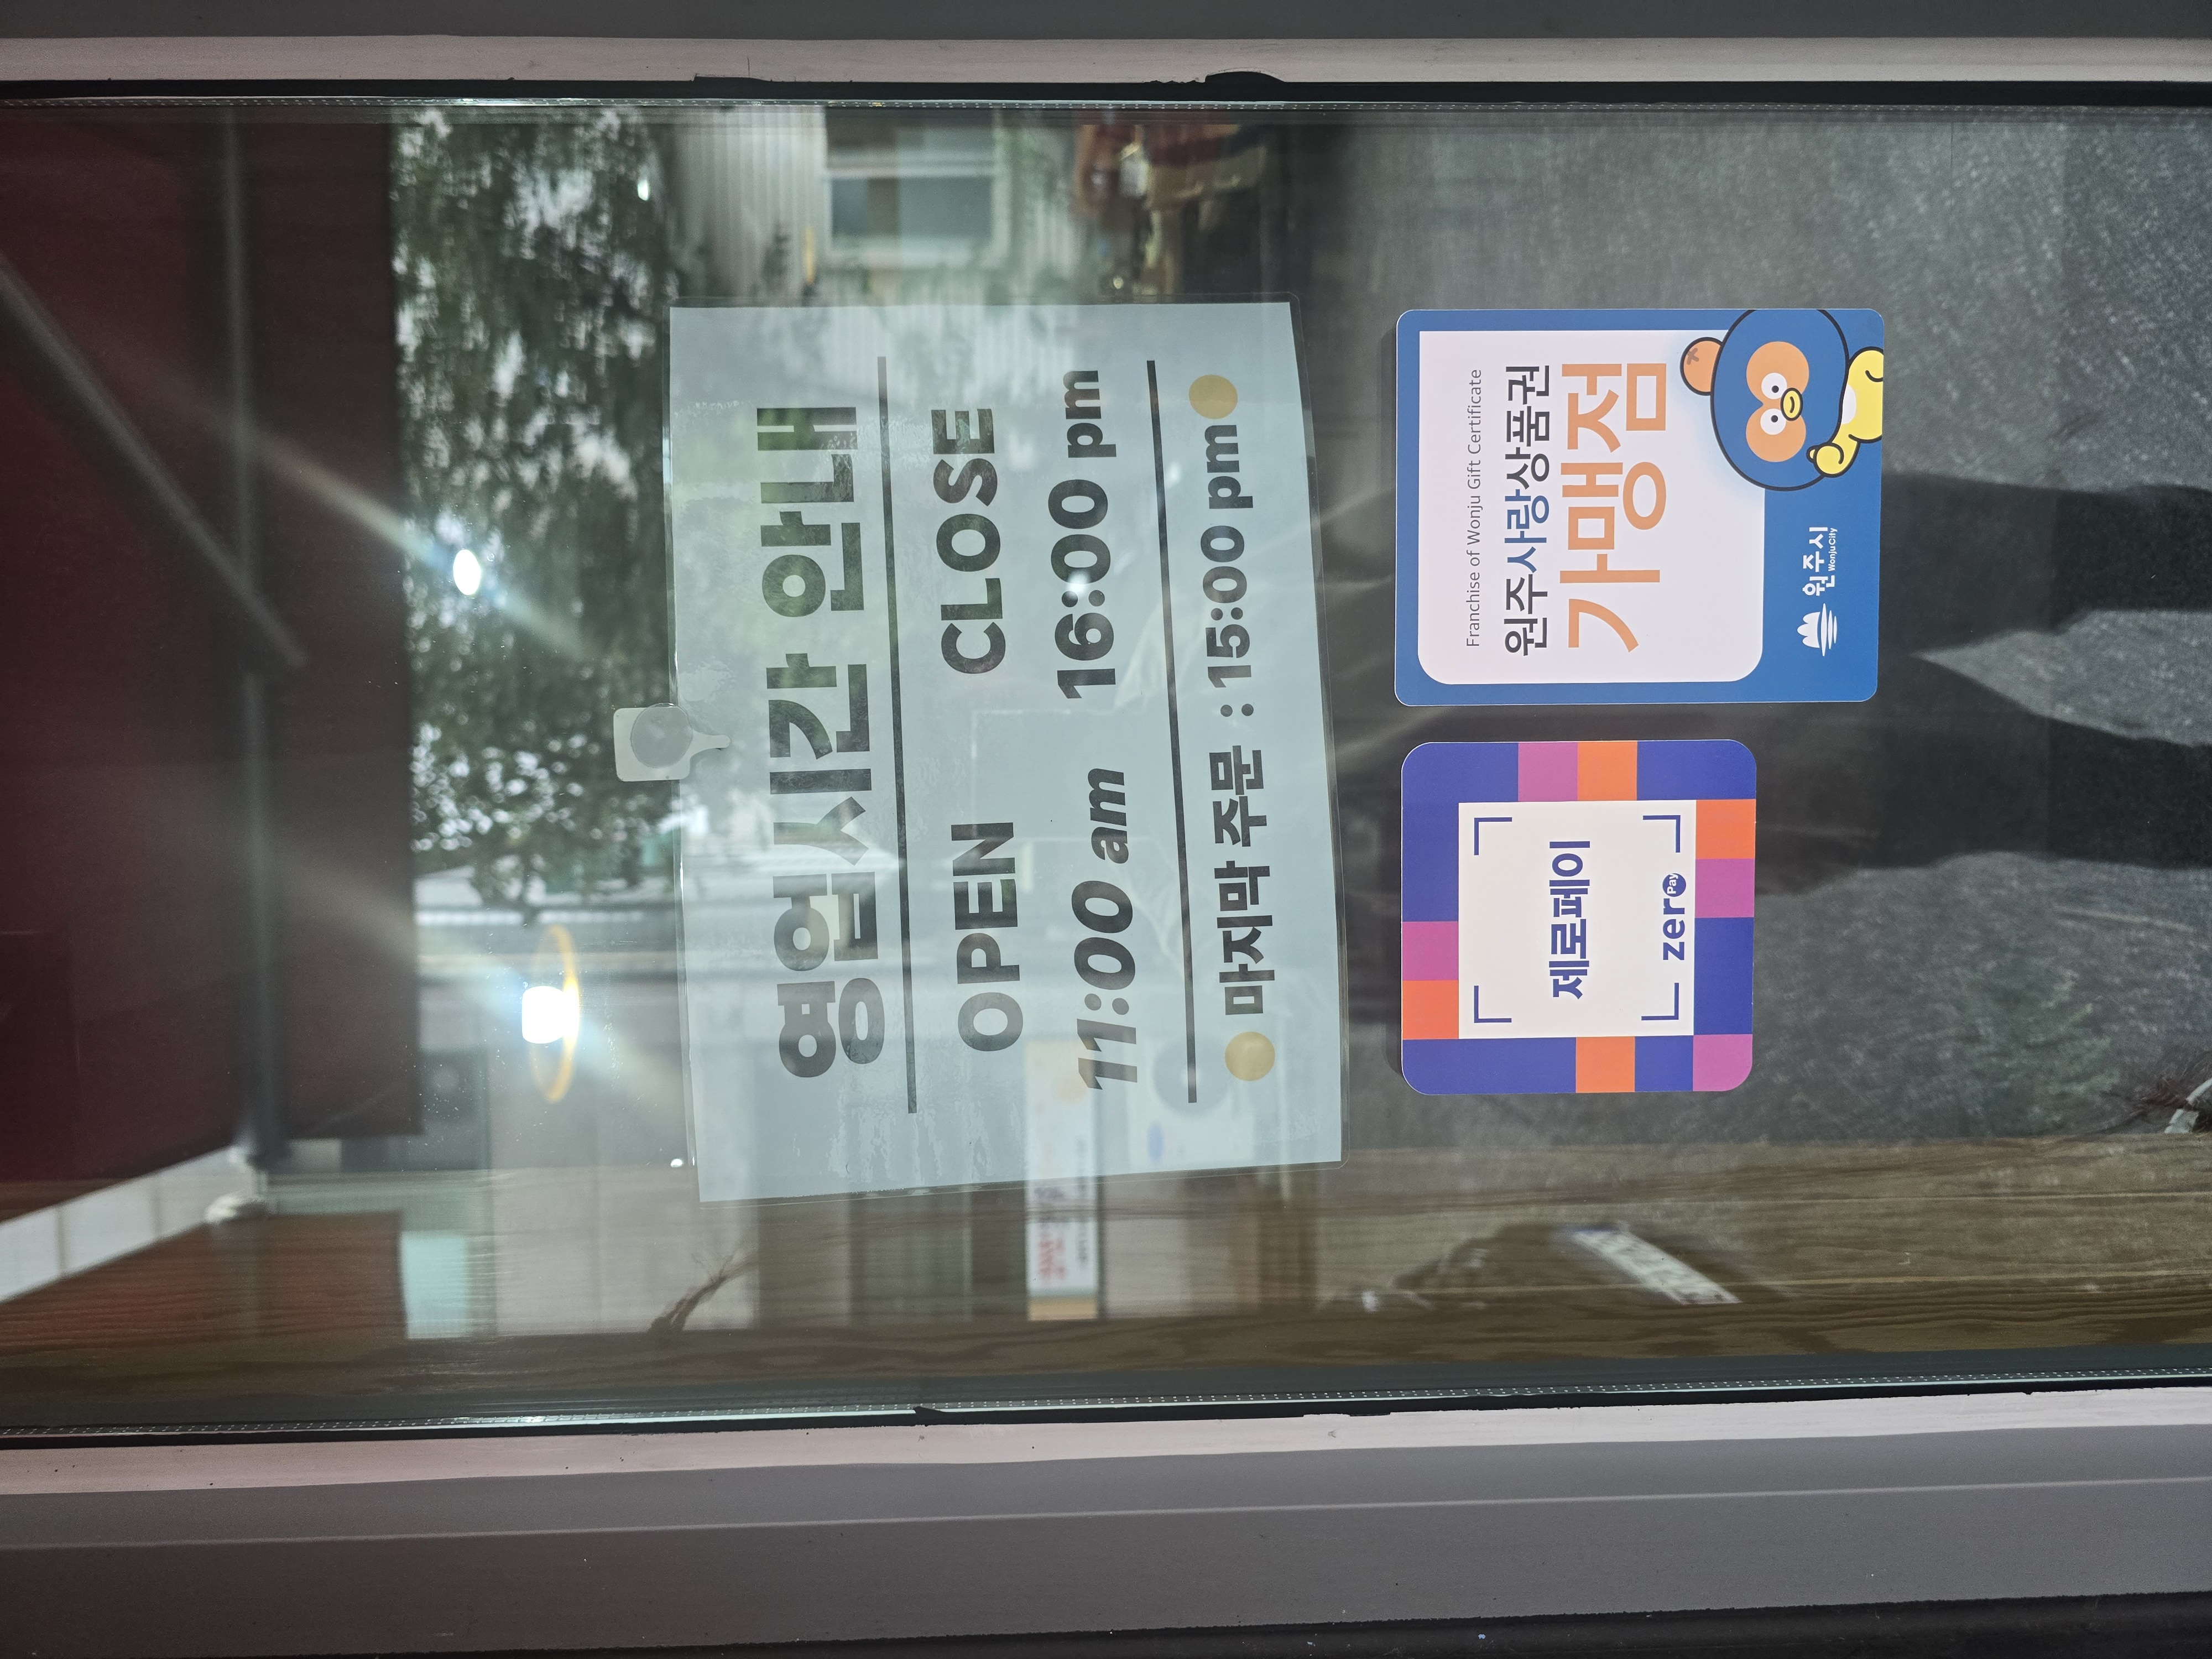 영업시간 안내
OPEN CLOSE
11:00 am 16:00 pm
마지막 주문 : 15:00 pm
제로페이
zero Pay
Franchise of Wonju Gift Certificate
원주사랑상품권
가맹점
원주시
Wonju City